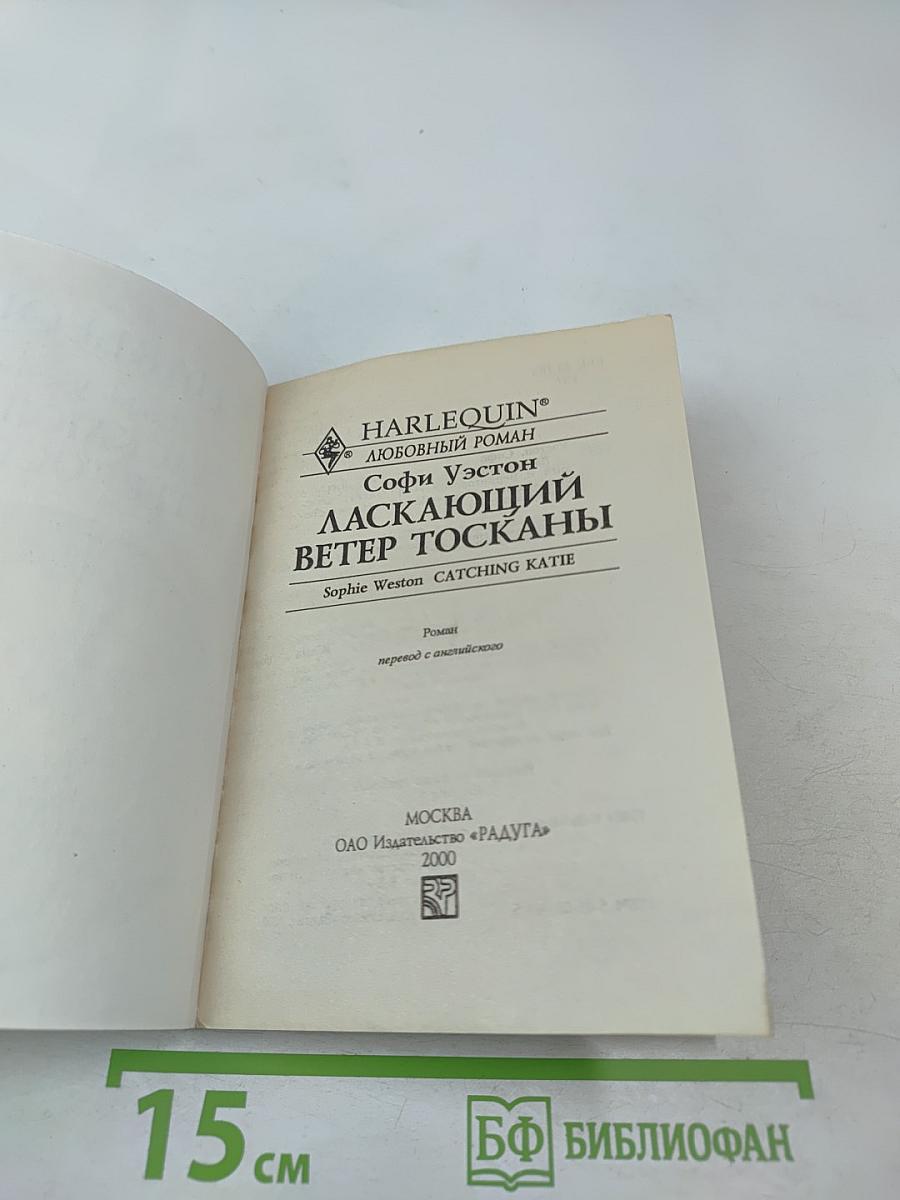 HARLEQUIN®
®
ЛЮБОВНЫЙ РОМАН
Софи Уэстон
ЛАСКАЮЩИЙ
ВЕТЕР ТОСКАНЫ
Sophie Weston CATCHING KATIE
Роман
перевод с английского
МОСКВА
ОАО Издательство «РАДУГА»
2000
15 см
БФ БИБЛИОФАН